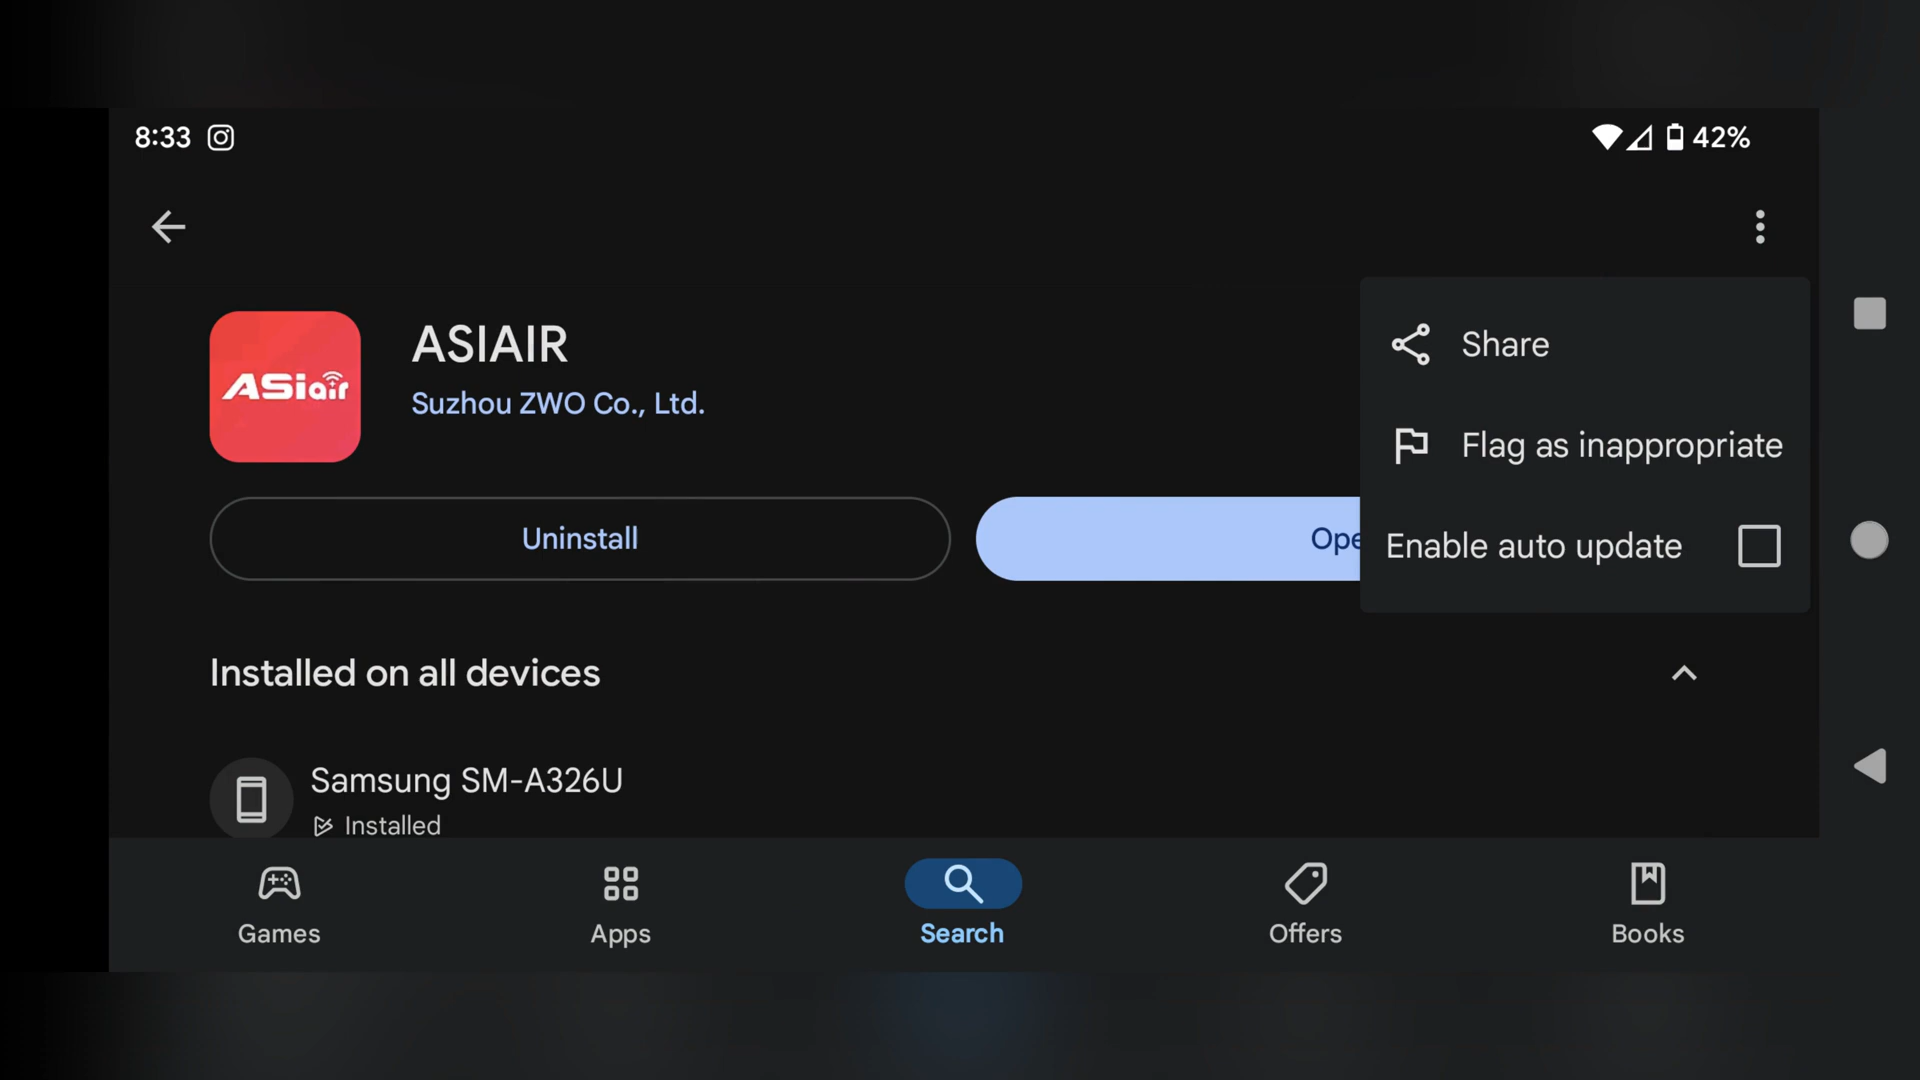 8:33
42%
ASiair
ASIAIR
Suzhou ZWO Co., Ltd.
Share
Flag as inappropriate
Enable auto update
Uninstall
Ope
Installed on all devices
Samsung SM-A326U
Installed
Games
Apps
Search
Offers
Books